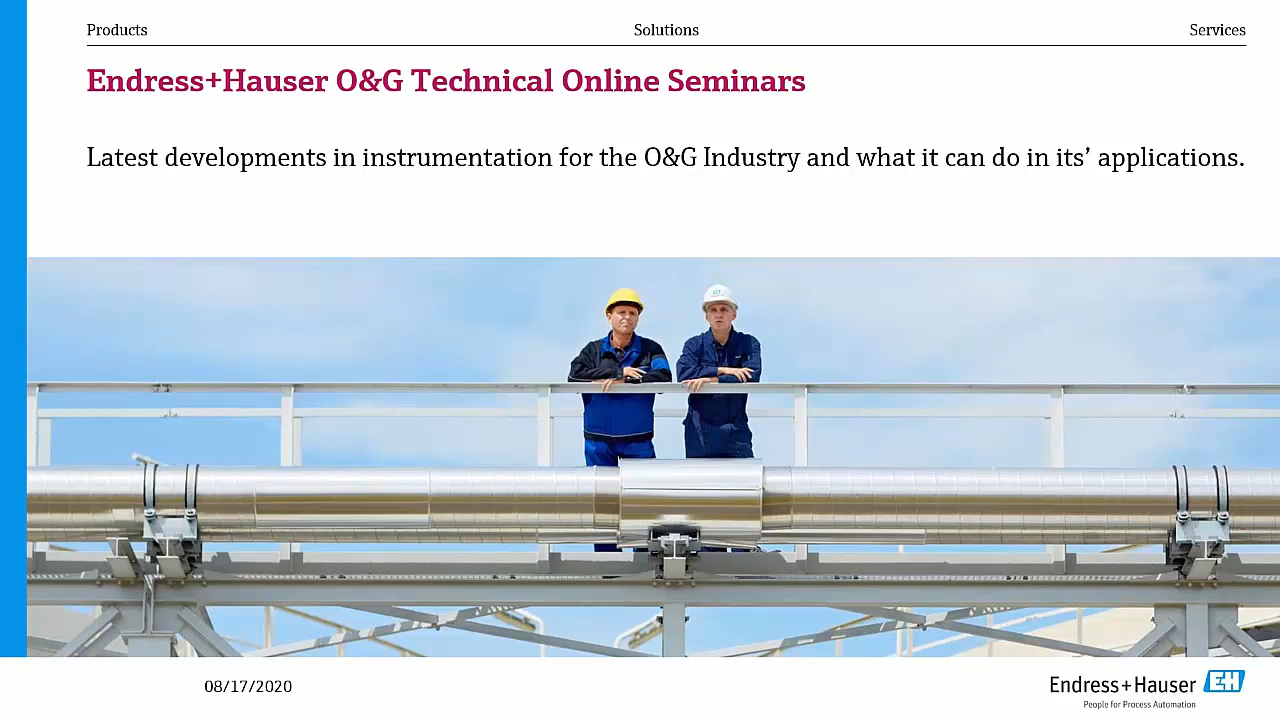 Products Solutions Services
Endress+Hauser O&G Technical Online Seminars
Latest developments in instrumentation for the O&G Industry and what it can do in its’ applications.
08/17/2020
Endress+Hauser EH
People for Process Automation